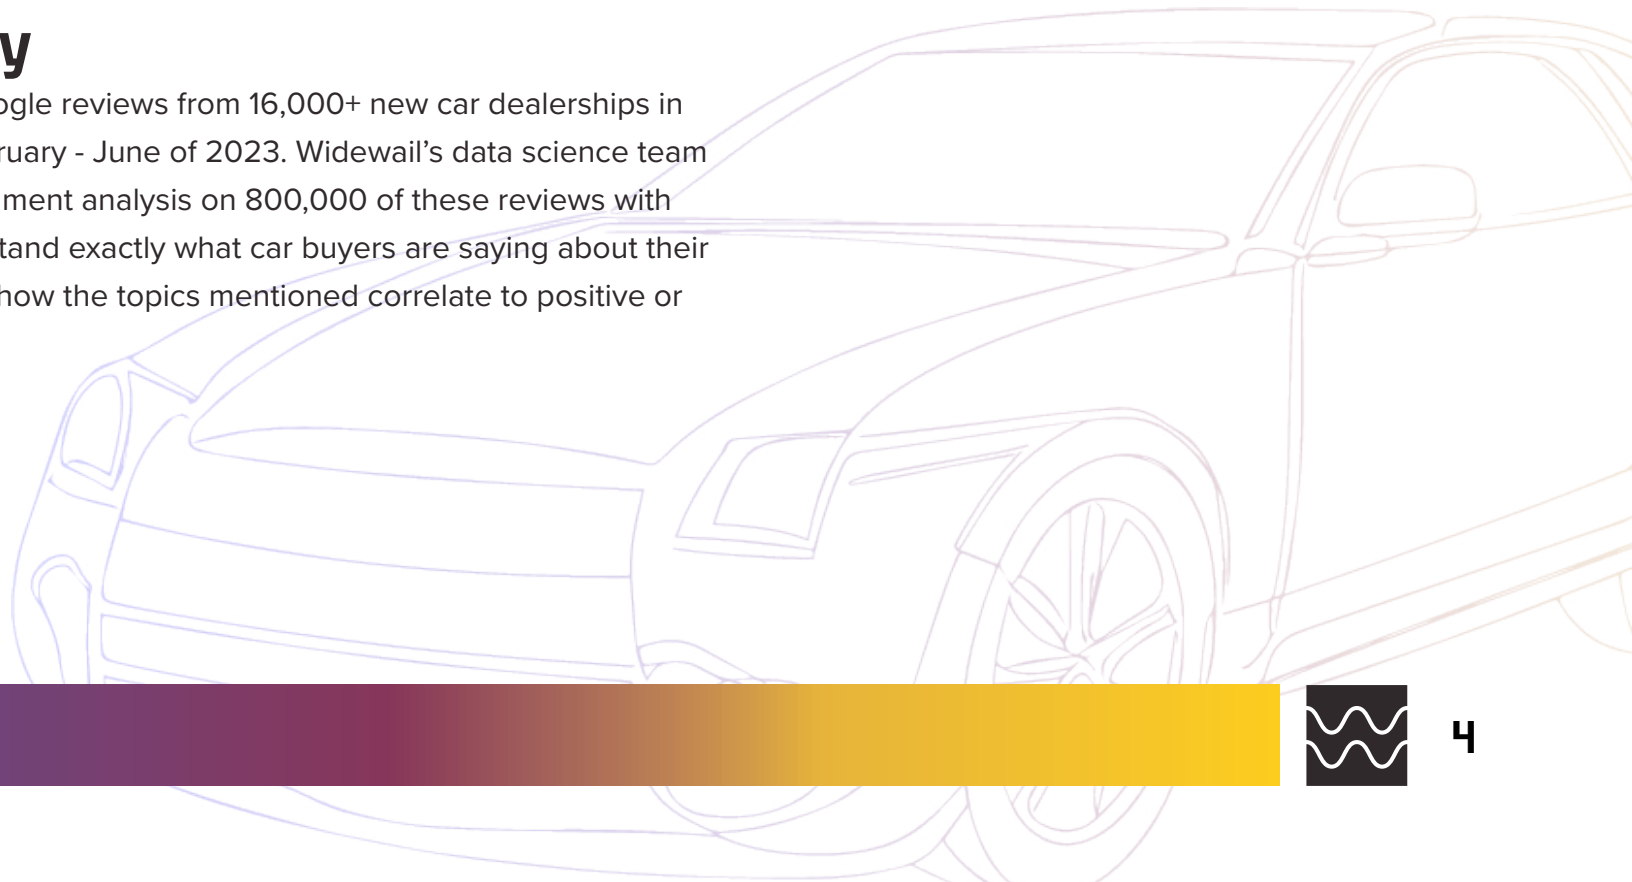 y
ogle reviews from 16,000+ new car dealerships in
ruary - June of 2023. Widewail’s data science team
ment analysis on 800,000 of these reviews with
tand exactly what car buyers are saying about their
how the topics mentioned correlate to positive or
4